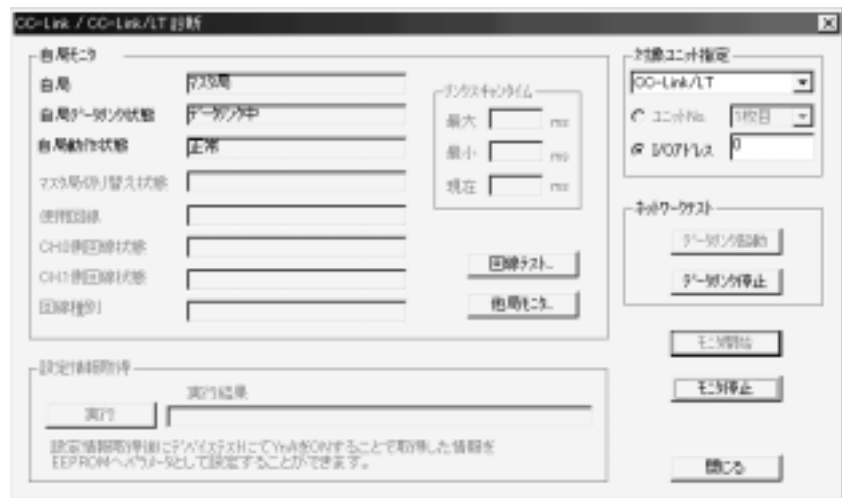 CC-Link / CC-Link/LT 診断
自局モニタ
自局
マスタ局
自局データリンク状態
データリンク中
自局動作状態
正常
マスタ局切り替え状態
使用回線
CH0側回線状態
CH1側回線状態
回線種別
リンクスキャンタイム
最大 ms
最小 ms
現在 ms
回線テスト...
他局モニタ...
対象ユニット指定
CC-Link/LT
ユニットNo. 1枚目
I/Oアドレス 0
ネットワークテスト
データリンク起動
データリンク停止
モニタ開始
モニタ停止
閉じる
設定情報取得
実行結果
実行
設定情報取得後にデバイステストにてYnAをONすることで取得した情報を
EEPROMへパラメータとして設定することができます。